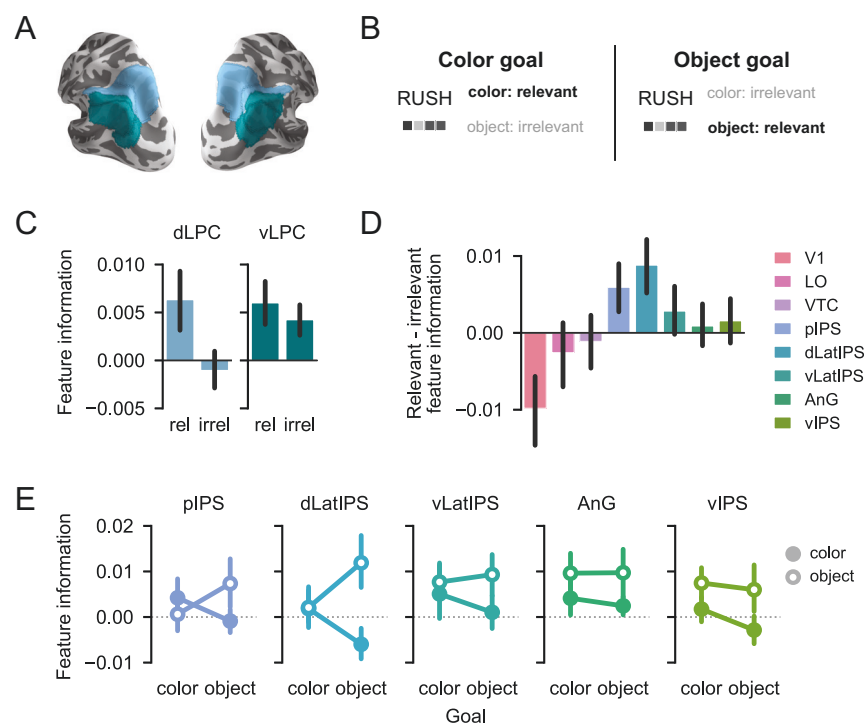 A
B
Color goal
RUSH
color: relevant
object: irrelevant
Object goal
RUSH
color: irrelevant
object: relevant
C
dLPC
vLPC
Feature information
0.010
0.005
0.000
−0.005
rel irrel
rel irrel
D
Relevant - irrelevant
feature information
0.01
0.00
−0.01
V1
LO
VTC
pIPS
dLatIPS
vLatIPS
AnG
vIPS
E
pIPS
dLatIPS
vLatIPS
AnG
vIPS
Feature information
0.02
0.01
0.00
−0.01
color object
color object
color object
color object
color object
Goal
color
object